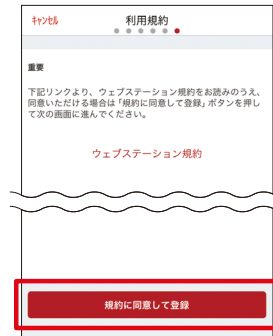 キャンセル 利用規約
重要
下記リンクより、ウェブステーション規約をお読みのうえ、
同意いただける場合は「規約に同意して登録」ボタンを押し
て次の画面に進んでください。
ウェブステーション規約
規約に同意して登録